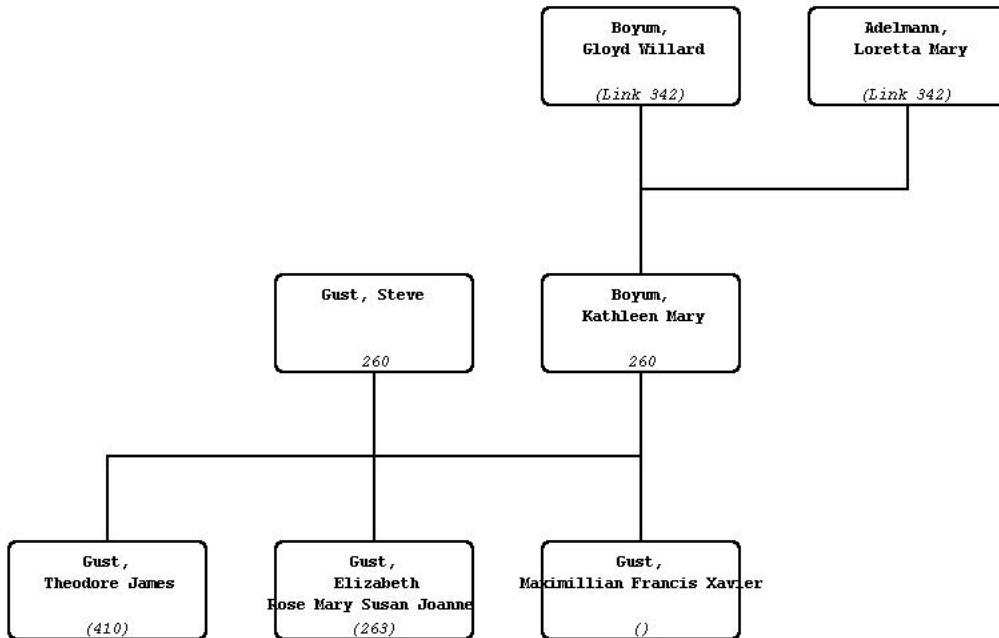 Boyum,
Gloyd Willard
(Link 342)
Adelmann,
Loretta Mary
(Link 342)
Gust, Steve
260
Boyum,
Kathleen Mary
260
Gust,
Theodore James
(410)
Gust,
Elizabeth
Rose Mary Susan Joanne
(263)
Gust,
Maximillian Francis Xavier
()